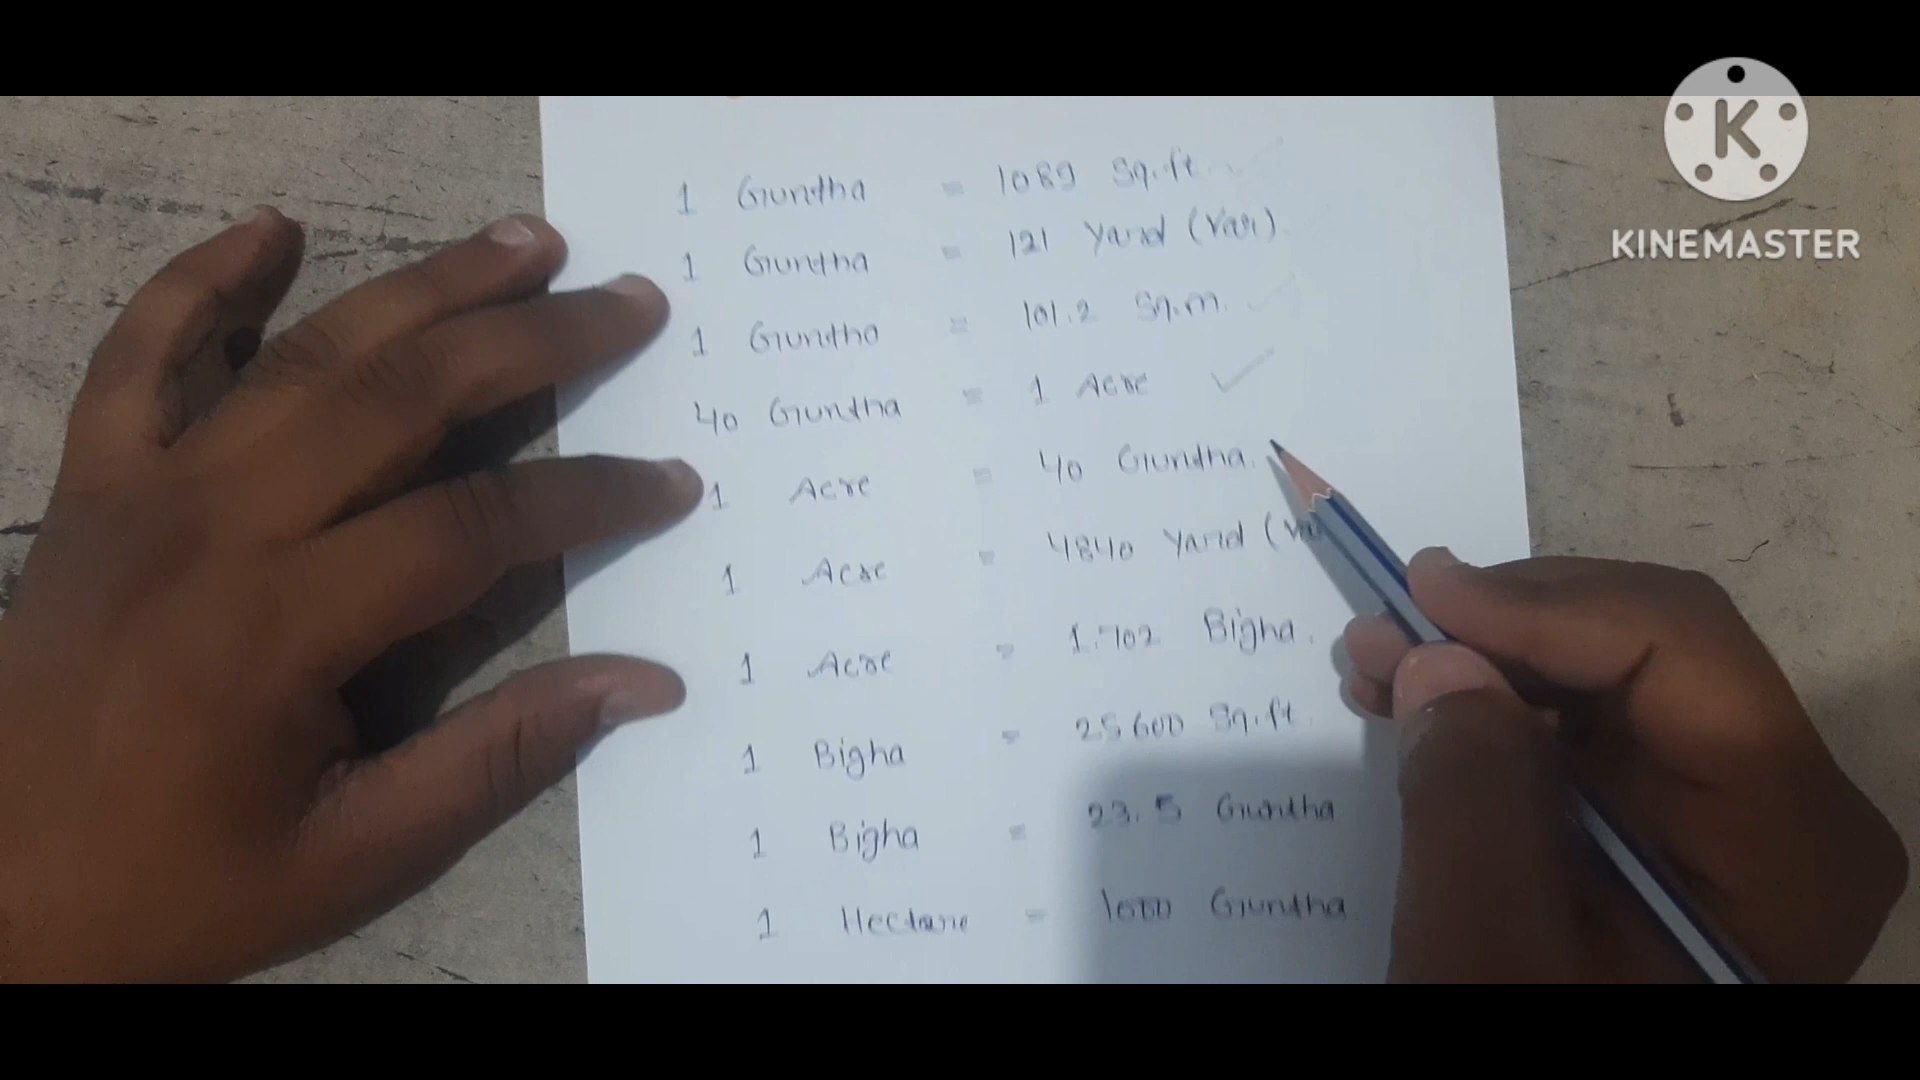 K
KINEMASTER
1 Guntha = 1089 Sq.ft.
1 Guntha = 121 Yard (Var).
1 Guntha = 101.2 Sq.m.
40 Guntha = 1 Acre
1 Acre = 40 Guntha.
1 Acre = 4840 Yard (Va
1 Acre = 1.702 Bigha.
1 Bigha = 25600 Sq.ft.
1 Bigha = 23.5 Guntha
1 Hectare = 1000 Guntha